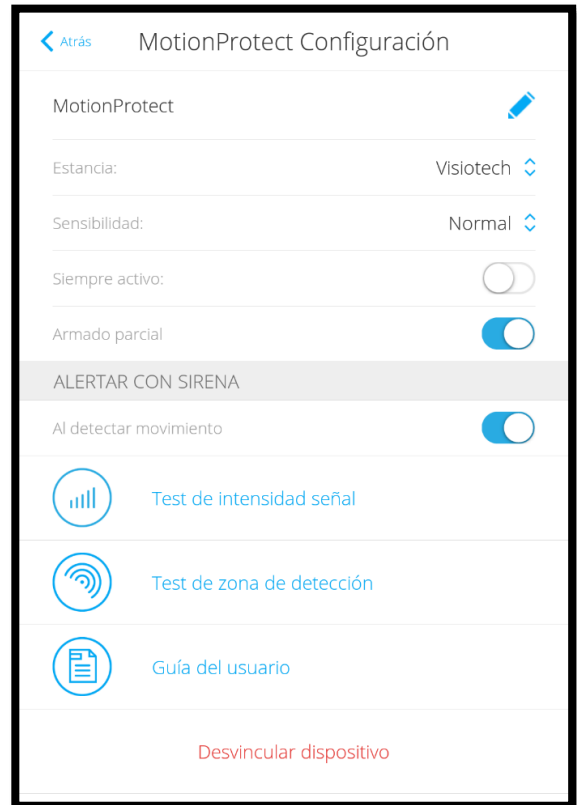 Atrás MotionProtect Configuración
MotionProtect
Estancia: Visiotech
Sensibilidad: Normal
Siempre activo:
Armado parcial
ALERTAR CON SIRENA
Al detectar movimiento
Test de intensidad señal
Test de zona de detección
Guía del usuario
Desvincular dispositivo